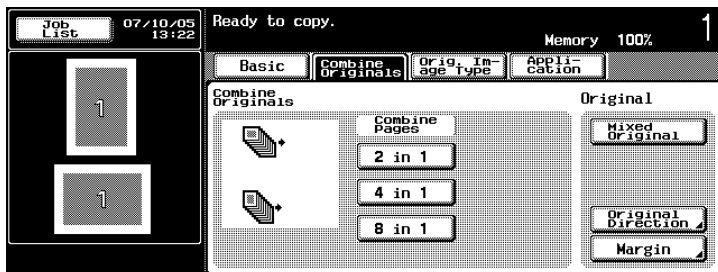 Job
List
07/10/05
13:22
Ready to copy.
Memory 100%
1
Basic
Combine
Originals
Orig. Im-
age Type
Appli-
cation
Combine
Originals
Original
Combine
Pages
2 in 1
4 in 1
8 in 1
Mixed
Original
Original
Direction
Margin
1
1